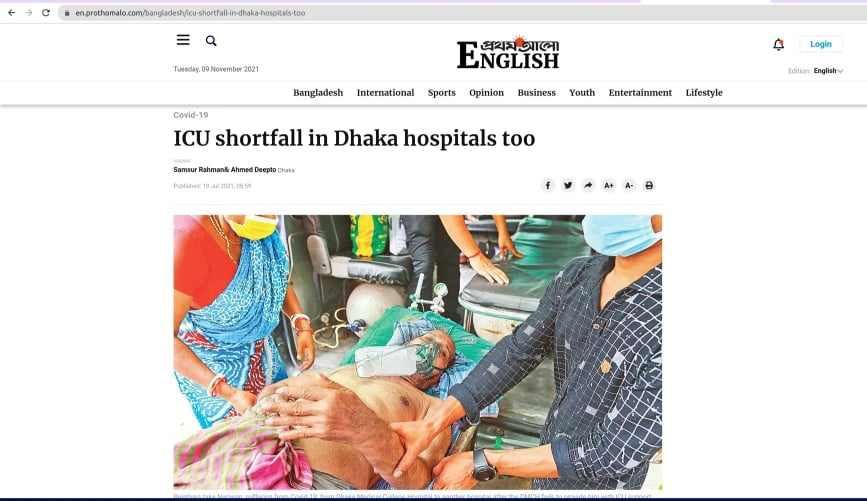 en.prothomalo.com/bangladesh/icu-shortfall-in-dhaka-hospitals-too
প্রথম আলো
ENGLISH
Login
Tuesday, 09 November 2021
Edition: English
Bangladesh International Sports Opinion Business Youth Entertainment Lifestyle
Covid-19
ICU shortfall in Dhaka hospitals too
Samsur Rahman& Ahmed Deepto Dhaka
Published: 19 Jul 2021, 08:59
A+ A-
Relatives take Narayan, suffering from Covid-19, from Dhaka Medical College Hospital to another hospital after the DMCH fails to provide him with ICU support